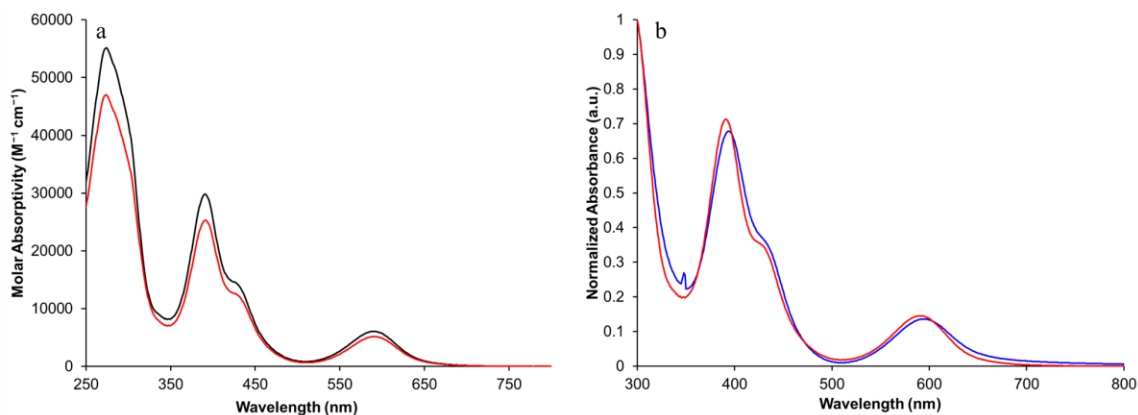 a
60000
50000
40000
30000
20000
10000
0
Molar Absorptivity (M⁻¹ cm⁻¹)
250 350 450 550 650 750
Wavelength (nm)
b
1
0.9
0.8
0.7
0.6
0.5
0.4
0.3
0.2
0.1
0
Normalized Absorbance (a.u.)
300 400 500 600 700 800
Wavelength (nm)